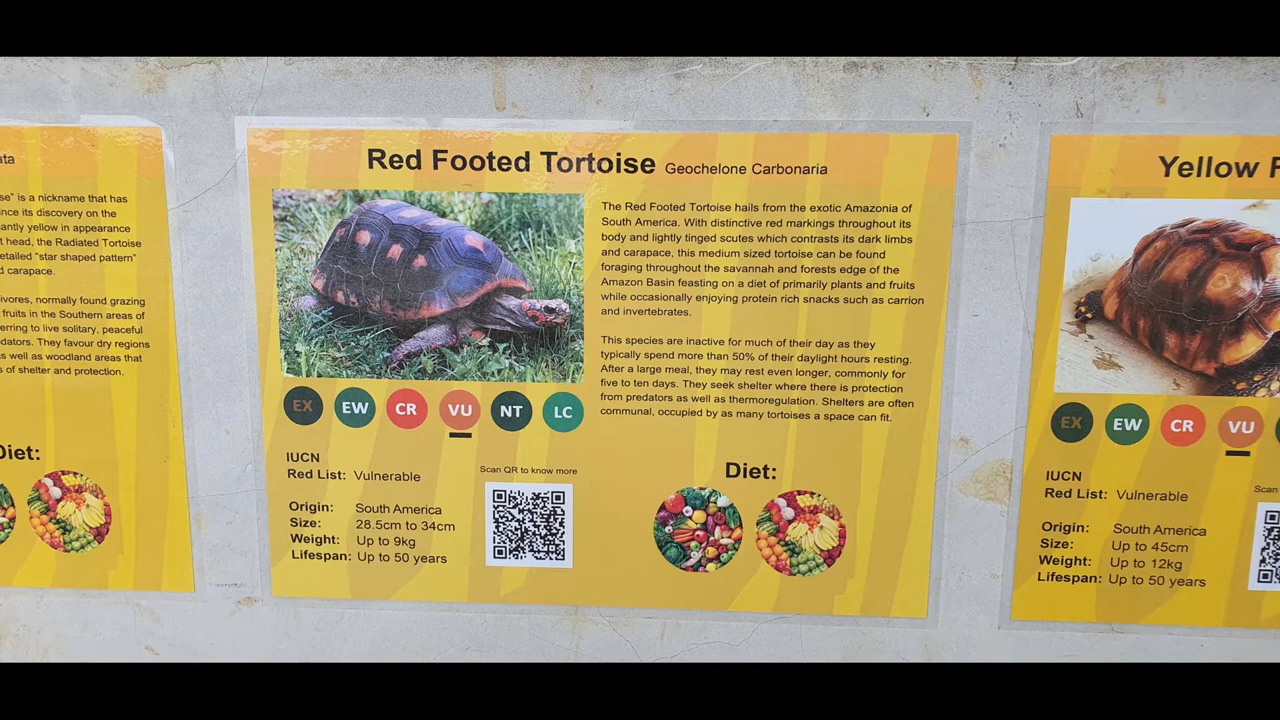 ata
se" is a nickname that has
ince its discovery on the
antly yellow in appearance
t head, the Radiated Tortoise
etailed "star shaped pattern"
d carapace.
ivores, normally found grazing
fruits in the Southern areas of
erring to live solitary, peaceful
edators. They favour dry regions
as well as woodland areas that
s of shelter and protection.
Diet:
Red Footed Tortoise Geochelone Carbonaria
The Red Footed Tortoise hails from the exotic Amazonia of
South America. With distinctive red markings throughout its
body and lightly tinged scutes which contrasts its dark limbs
and carapace, this medium sized tortoise can be found
foraging throughout the savannah and forests edge of the
Amazon Basin feasting on a diet of primarily plants and fruits
while occasionally enjoying protein rich snacks such as carrion
and invertebrates.
This species are inactive for much of their day as they
typically spend more than 50% of their daylight hours resting.
After a large meal, they may rest even longer, commonly for
five to ten days. They seek shelter where there is protection
from predators as well as thermoregulation. Shelters are often
communal, occupied by as many tortoises a space can fit.
EX EW CR VU NT LC
IUCN
Red List: Vulnerable
Origin: South America
Size: 28.5cm to 34cm
Weight: Up to 9kg
Lifespan: Up to 50 years
Scan QR to know more
Diet:
Yellow F
EX EW CR VU
IUCN
Red List: Vulnerable
Origin: South America
Size: Up to 45cm
Weight: Up to 12kg
Lifespan: Up to 50 years
Scan